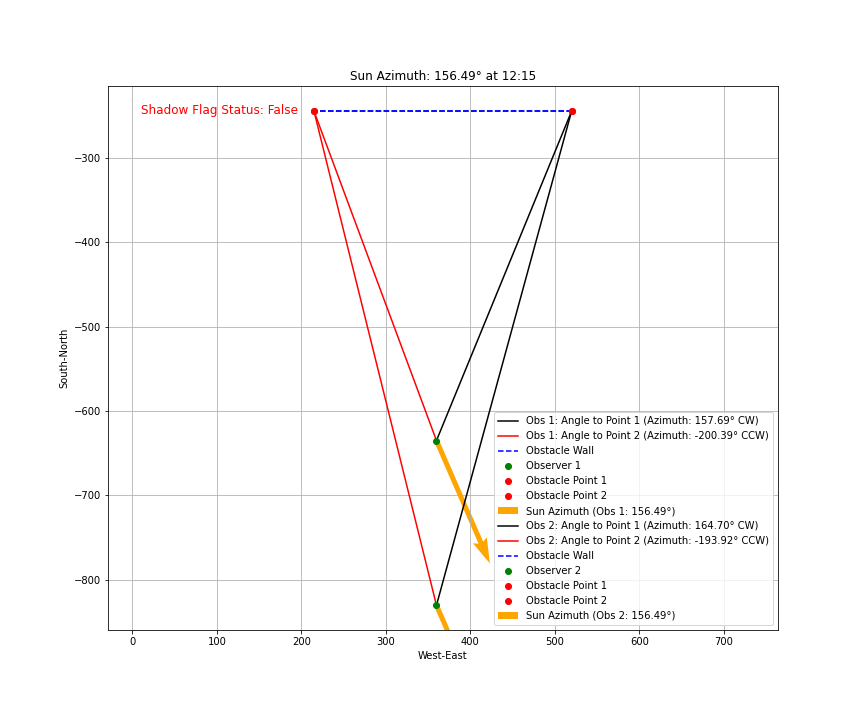 Sun Azimuth: 156.49° at 12:15
Shadow Flag Status: False
−300
−400
−500
−600
−700
−800
South-North
Obs 1: Angle to Point 1 (Azimuth: 157.69° CW)
Obs 1: Angle to Point 2 (Azimuth: -200.39° CCW)
Obstacle Wall
Observer 1
Obstacle Point 1
Obstacle Point 2
Sun Azimuth (Obs 1: 156.49°)
Obs 2: Angle to Point 1 (Azimuth: 164.70° CW)
Obs 2: Angle to Point 2 (Azimuth: -193.92° CCW)
Obstacle Wall
Observer 2
Obstacle Point 1
Obstacle Point 2
Sun Azimuth (Obs 2: 156.49°)
0 100 200 300 400 500 600 700
West-East